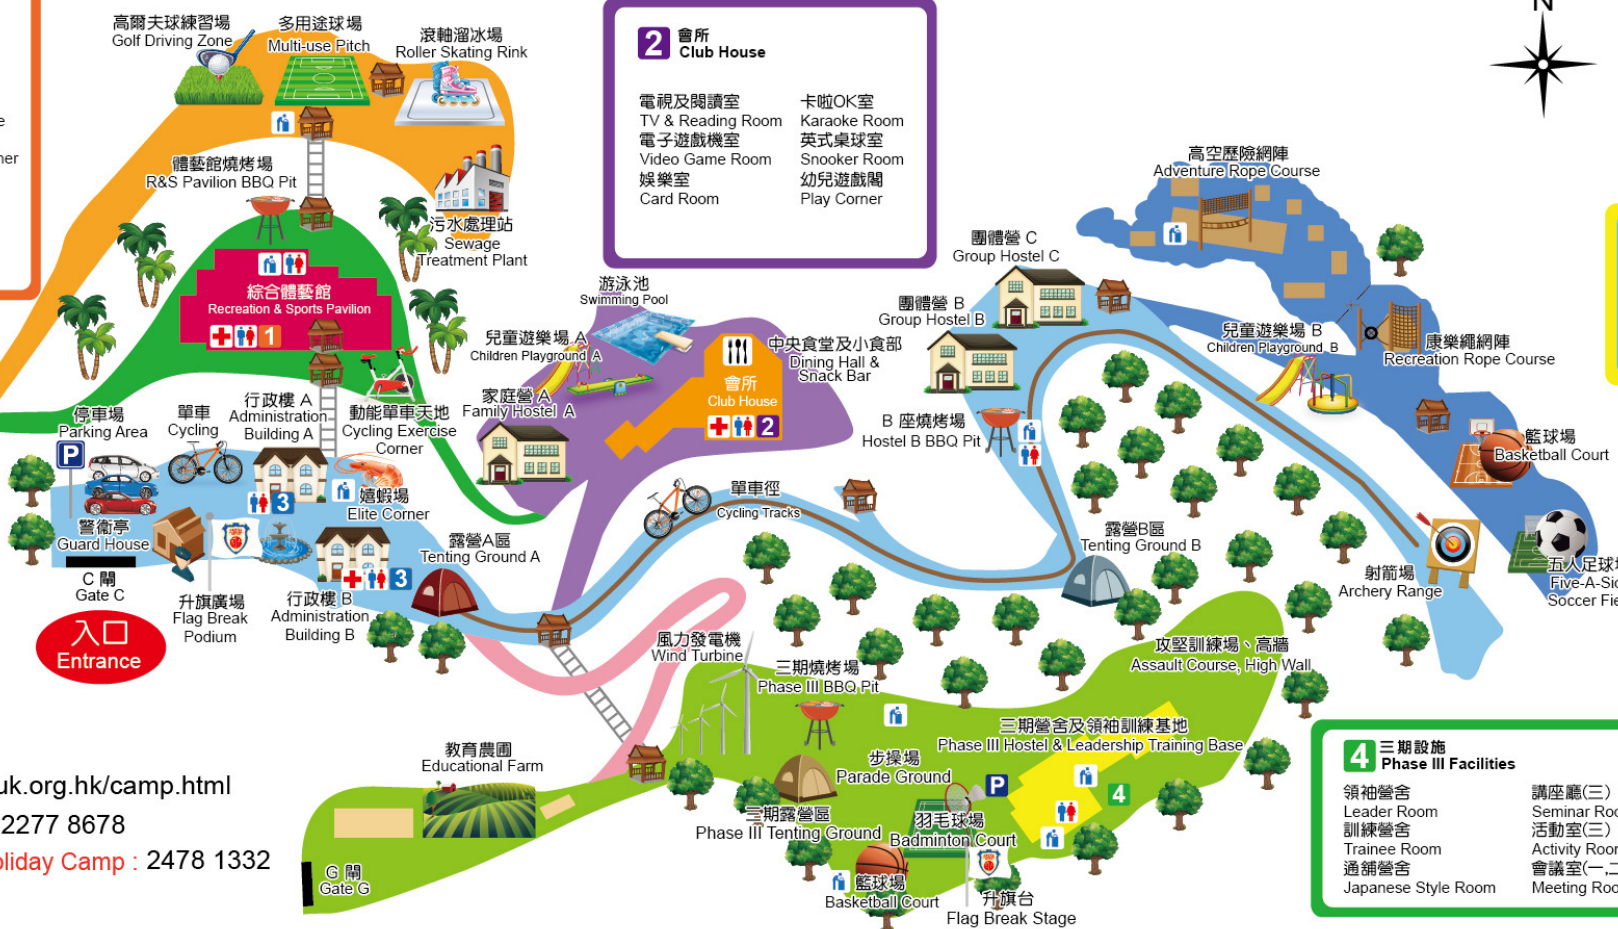 高爾夫球練習場
Golf Driving Zone
多用途球場
Multi-use Pitch
滾軸溜冰場
Roller Skating Rink
2 會所
Club House
電視及閱讀室
TV & Reading Room
電子遊戲機室
Video Game Room
娛樂室
Card Room
卡啦OK室
Karaoke Room
英式桌球室
Snooker Room
幼兒遊戲閣
Play Corner
N
體藝館燒烤場
R&S Pavilion BBQ Pit
污水處理站
Sewage
Treatment Plant
綜合體藝館
Recreation & Sports Pavilion
1
高空歷險網陣
Adventure Rope Course
團體營 C
Group Hostel C
團體營 B
Group Hostel B
游泳池
Swimming Pool
兒童遊樂場 A
Children Playground A
中央食堂及小食部
Dining Hall &
Snack Bar
會所
Club House
2
家庭營 A
Family Hostel A
B 座燒烤場
Hostel B BBQ Pit
兒童遊樂場 B
Children Playground B
康樂繩網陣
Recreation Rope Course
籃球場
Basketball Court
停車場
Parking Area
P
單車
Cycling
行政樓 A
Administration
Building A
動能單車天地
Cycling Exercise
Corner
3
嬉蝦場
Elite Corner
警衛亭
Guard House
C 閘
Gate C
入口
Entrance
升旗廣場
Flag Break
Podium
行政樓 B
Administration
Building B
3
露營A區
Tenting Ground A
單車徑
Cycling Tracks
露營B區
Tenting Ground B
射箭場
Archery Range
五人足球場
Five-A-Sid
Soccer Fie
風力發電機
Wind Turbine
三期燒烤場
Phase III BBQ Pit
攻堅訓練場、高牆
Assault Course, High Wall
三期營舍及領袖訓練基地
Phase III Hostel & Leadership Training Base
步操場
Parade Ground
P
4
三期露營區
Phase III Tenting Ground
羽毛球場
Badminton Court
籃球場
Basketball Court
升旗台
Flag Break Stage
教育農圃
Educational Farm
G 閘
Gate G
uk.org.hk/camp.html
2277 8678
oliday Camp : 2478 1332
4 三期設施
Phase III Facilities
領袖營舍
Leader Room
訓練營舍
Trainee Room
通舖營舍
Japanese Style Room
講座廳(三)
Seminar Roo
活動室(三)
Activity Room
會議室(一,二
Meeting Roo